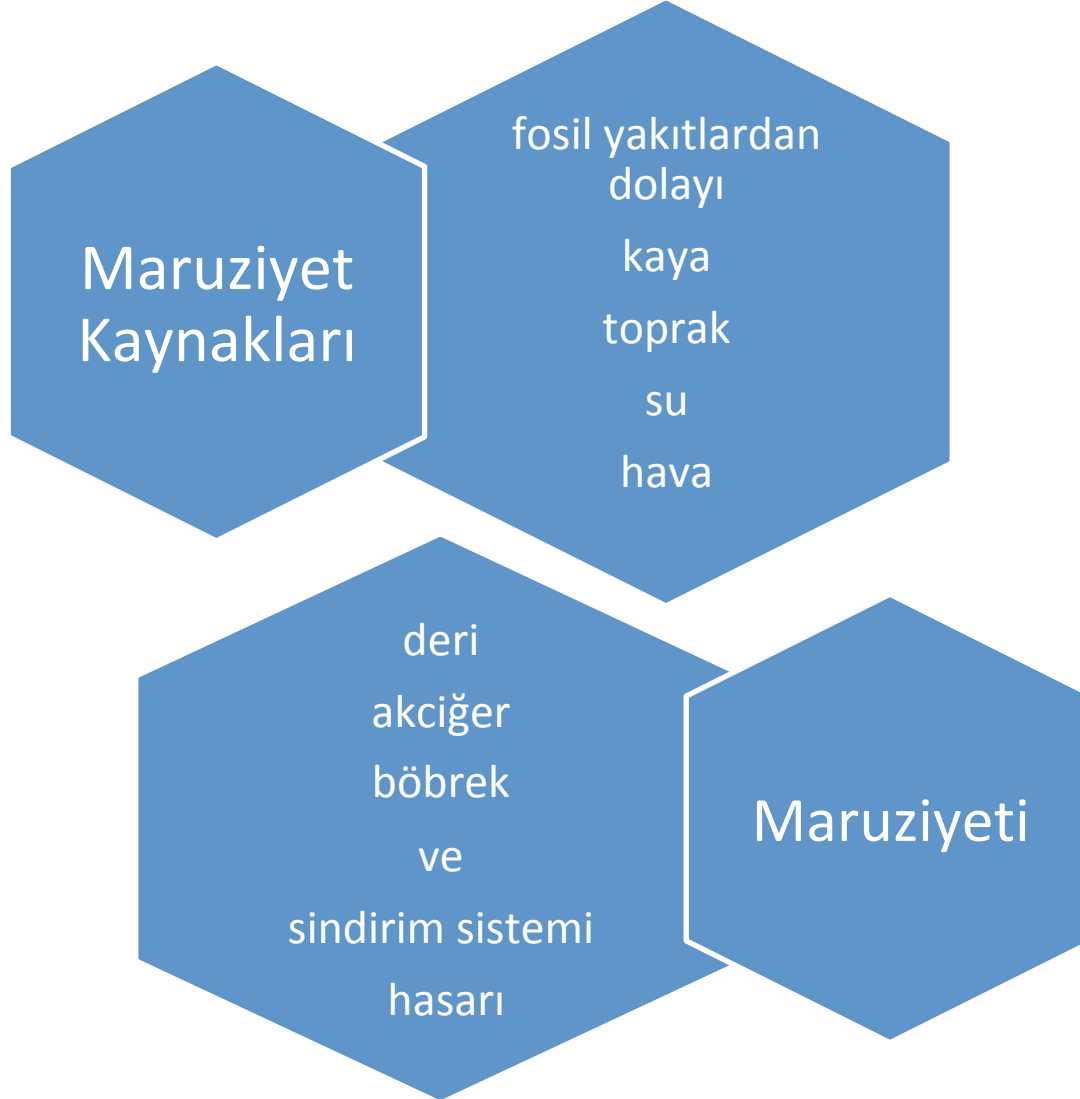 Maruziyet
Kaynakları
fosil yakıtlardan
dolayı
kaya
toprak
su
hava
deri
akciğer
böbrek
ve
sindirim sistemi
hasarı
Maruziyeti